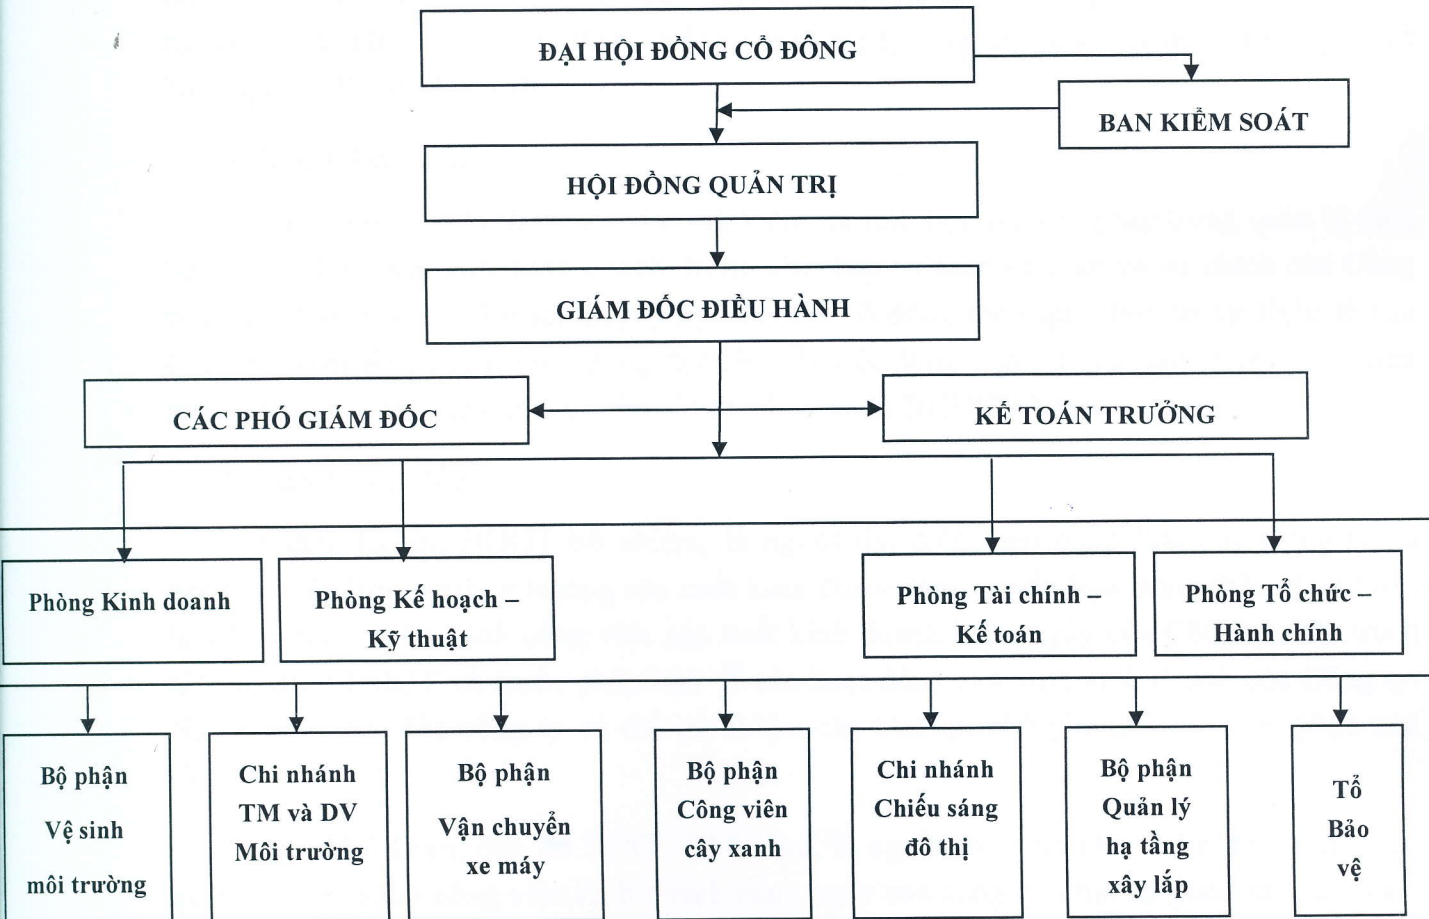 ĐẠI HỘI ĐỒNG CỔ ĐÔNG
BAN KIỂM SOÁT
HỘI ĐỒNG QUẢN TRỊ
GIÁM ĐỐC ĐIỀU HÀNH
CÁC PHÓ GIÁM ĐỐC
KẾ TOÁN TRƯỞNG
Phòng Kinh doanh
Phòng Kế hoạch –
Kỹ thuật
Phòng Tài chính –
Kế toán
Phòng Tổ chức –
Hành chính
Bộ phận
Vệ sinh
môi trường
Chi nhánh
TM và DV
Môi trường
Bộ phận
Vận chuyển
xe máy
Bộ phận
Công viên
cây xanh
Chi nhánh
Chiếu sáng
đô thị
Bộ phận
Quản lý
hạ tầng
xây lắp
Tổ
Bảo
vệ